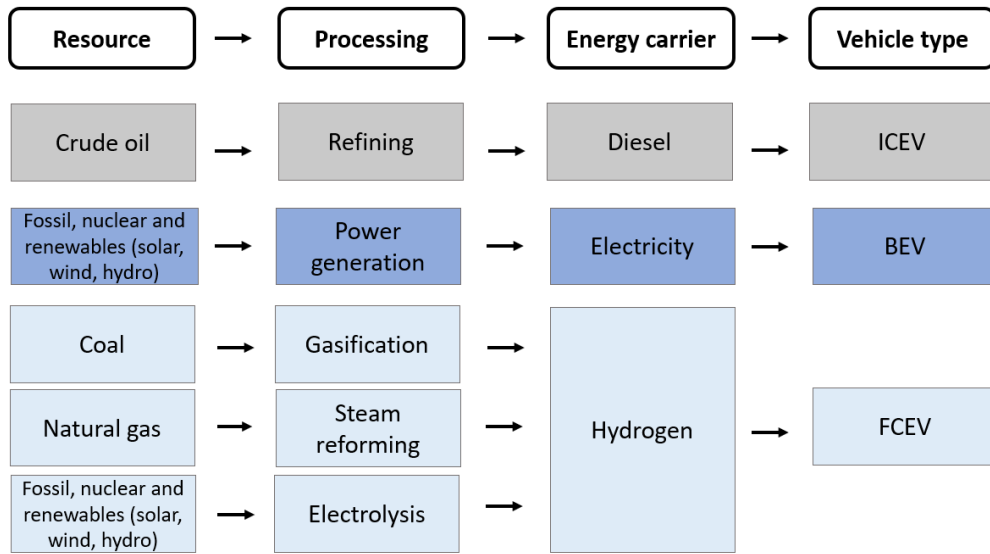 Resource
Processing
Energy carrier
Vehicle type
Crude oil
Refining
Diesel
ICEV
Fossil, nuclear and
renewables (solar,
wind, hydro)
Power
generation
Electricity
BEV
Coal
Gasification
Natural gas
Steam
reforming
Hydrogen
FCEV
Fossil, nuclear and
renewables (solar,
wind, hydro)
Electrolysis